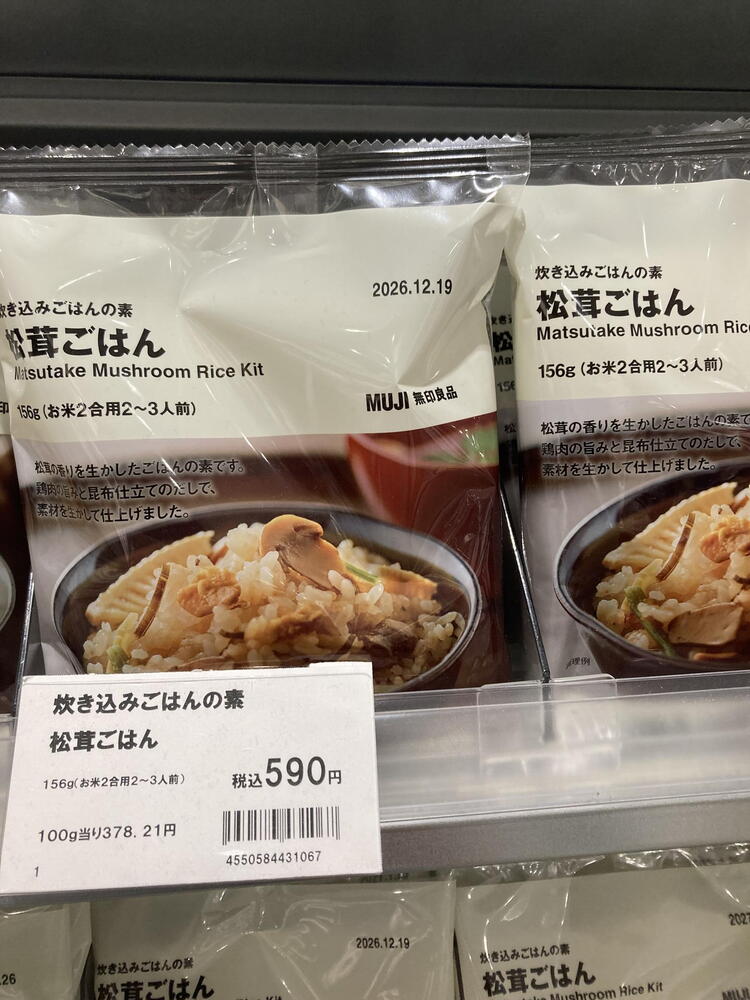 2026.12.19
炊き込みごはんの素
松茸ごはん
Matsutake Mushroom Rice Kit
156g(お米2合用2〜3人前)
MUJI 無印良品
松茸の香りを生かしたごはんの素です。
鶏肉の旨みと昆布仕立てのだしで、
素材を生かして仕上げました。
炊き込みごはんの素
松茸ごはん
Matsutake Mushroom Rice
156g(お米2合用2〜3人前)
松茸の香りを生かしたごはんの素で
鶏肉の旨みと昆布仕立てのだしで、
素材を生かして仕上げました。
調理例
炊き込みごはんの素
松茸ごはん
156g(お米2合用2〜3人前)
税込590円
100g当り378.21円
4550584431067
1
2026.12.19
炊き込みごはんの素
松茸ごはん
炊き込みごはんの素
松茸ごはん
Matsutake Mushroom Rice Kit
MUJI